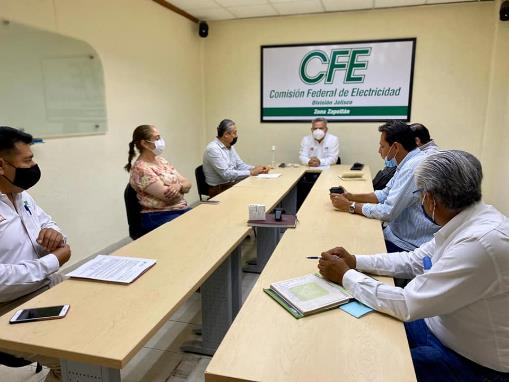 CFE
Comisión Federal de Electricidad
División Jalisco
Zona Zapotlán